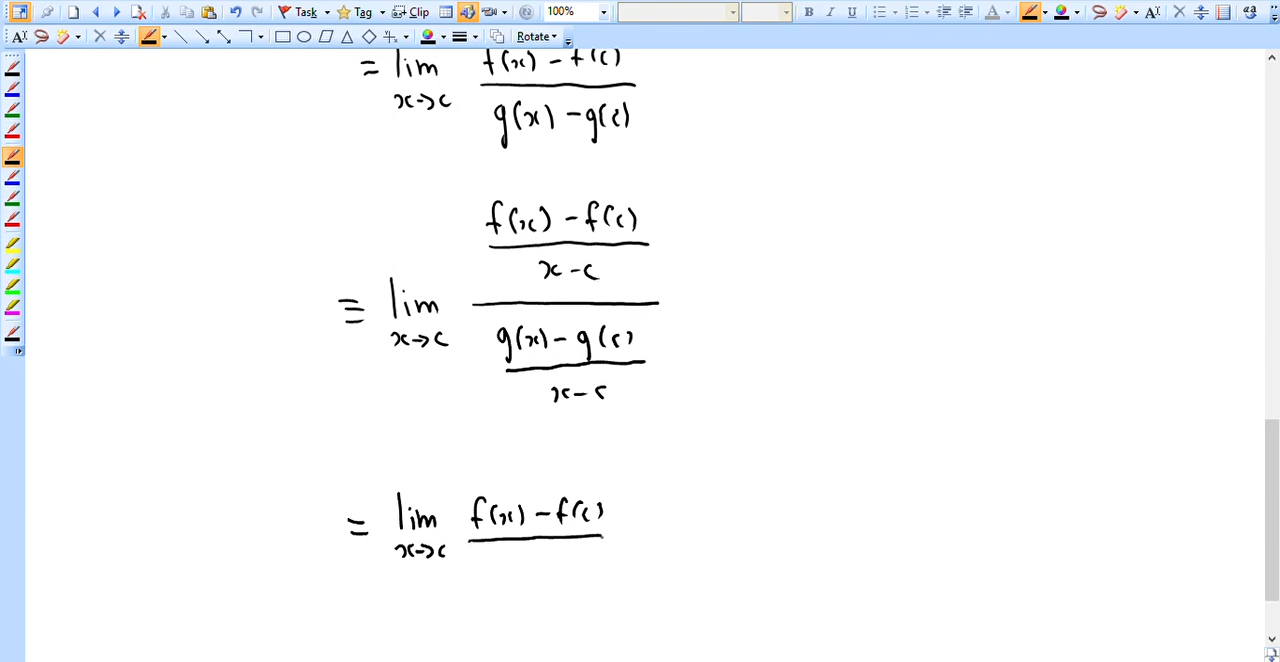 Task Tag Clip 100% B I U A
Rotate
= lim f(x) - f(c)
x→c g(x) - g(c)
f(x) - f(c)
x - c
= lim
x→c
g(x) - g(c)
x - c
= lim f(x) - f(c)
x→c